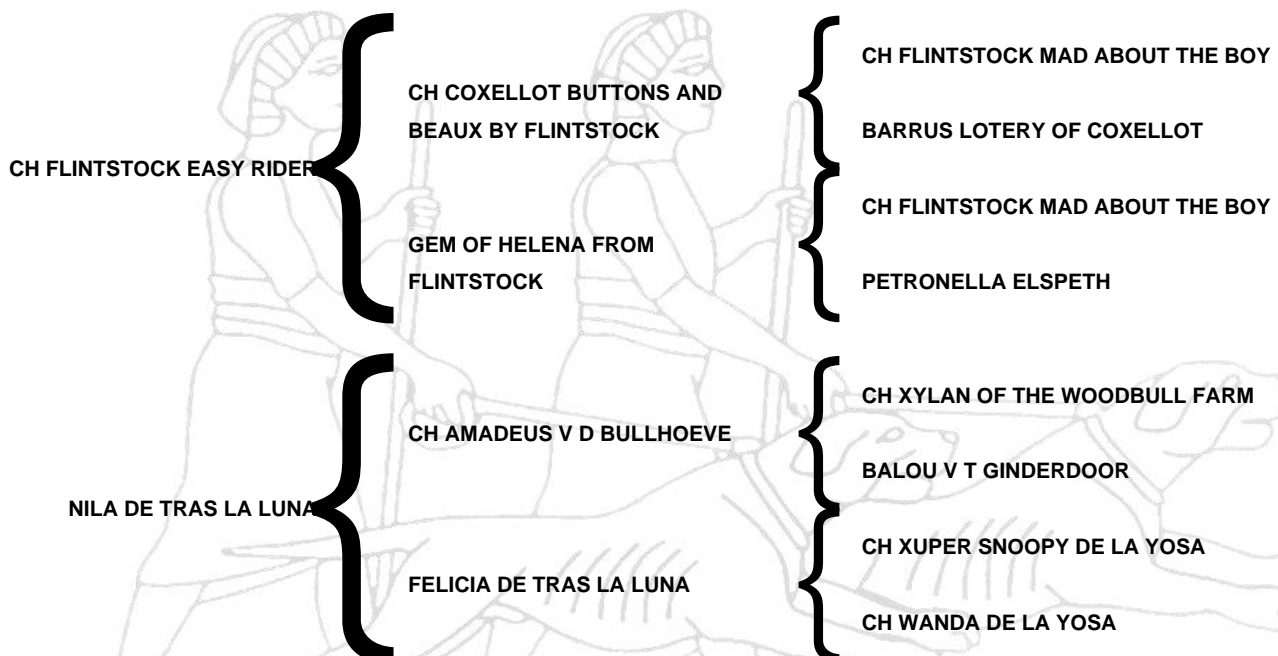 CH FLINTSTOCK EASY RIDER
CH COXELLOT BUTTONS AND
BEAUX BY FLINTSTOCK
CH FLINTSTOCK MAD ABOUT THE BOY
BARRUS LOTERY OF COXELLOT
GEM OF HELENA FROM
FLINTSTOCK
CH FLINTSTOCK MAD ABOUT THE BOY
PETRONELLA ELSPETH
NILA DE TRAS LA LUNA
CH AMADEUS V D BULLHOEVE
CH XYLAN OF THE WOODBULL FARM
BALOU V T GINDERDOOR
FELICIA DE TRAS LA LUNA
CH XUPER SNOOPY DE LA YOSA
CH WANDA DE LA YOSA